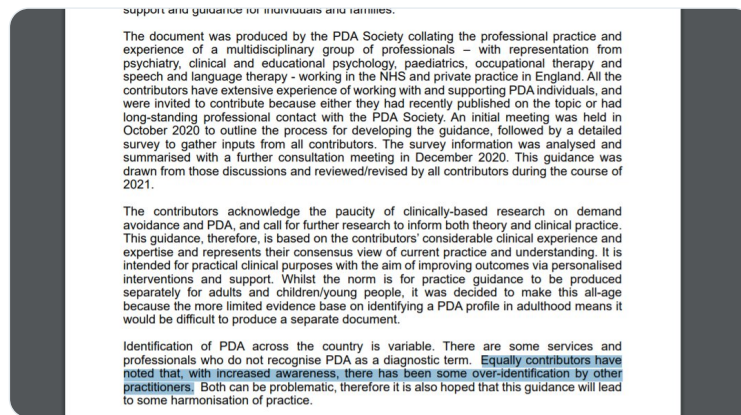 support and guidance for individuals and families.
The document was produced by the PDA Society collating the professional practice and
experience of a multidisciplinary group of professionals – with representation from
psychiatry, clinical and educational psychology, paediatrics, occupational therapy and
speech and language therapy - working in the NHS and private practice in England. All the
contributors have extensive experience of working with and supporting PDA individuals, and
were invited to contribute because either they had recently published on the topic or had
long-standing professional contact with the PDA Society. An initial meeting was held in
October 2020 to outline the process for developing the guidance, followed by a detailed
survey to gather inputs from all contributors. The survey information was analysed and
summarised with a further consultation meeting in December 2020. This guidance was
drawn from those discussions and reviewed/revised by all contributors during the course of
2021.
The contributors acknowledge the paucity of clinically-based research on demand
avoidance and PDA, and call for further research to inform both theory and clinical practice.
This guidance, therefore, is based on the contributors' considerable clinical experience and
expertise and represents their consensus view of current practice and understanding. It is
intended for practical clinical purposes with the aim of improving outcomes via personalised
interventions and support. Whilst the norm is for practice guidance to be produced
separately for adults and children/young people, it was decided to make this all-age
because the more limited evidence base on identifying a PDA profile in adulthood means it
would be difficult to produce a separate document.
Identification of PDA across the country is variable. There are some services and
professionals who do not recognise PDA as a diagnostic term. Equally contributors have
noted that, with increased awareness, there has been some over-identification by other
practitioners. Both can be problematic, therefore it is also hoped that this guidance will lead
to some harmonisation of practice.